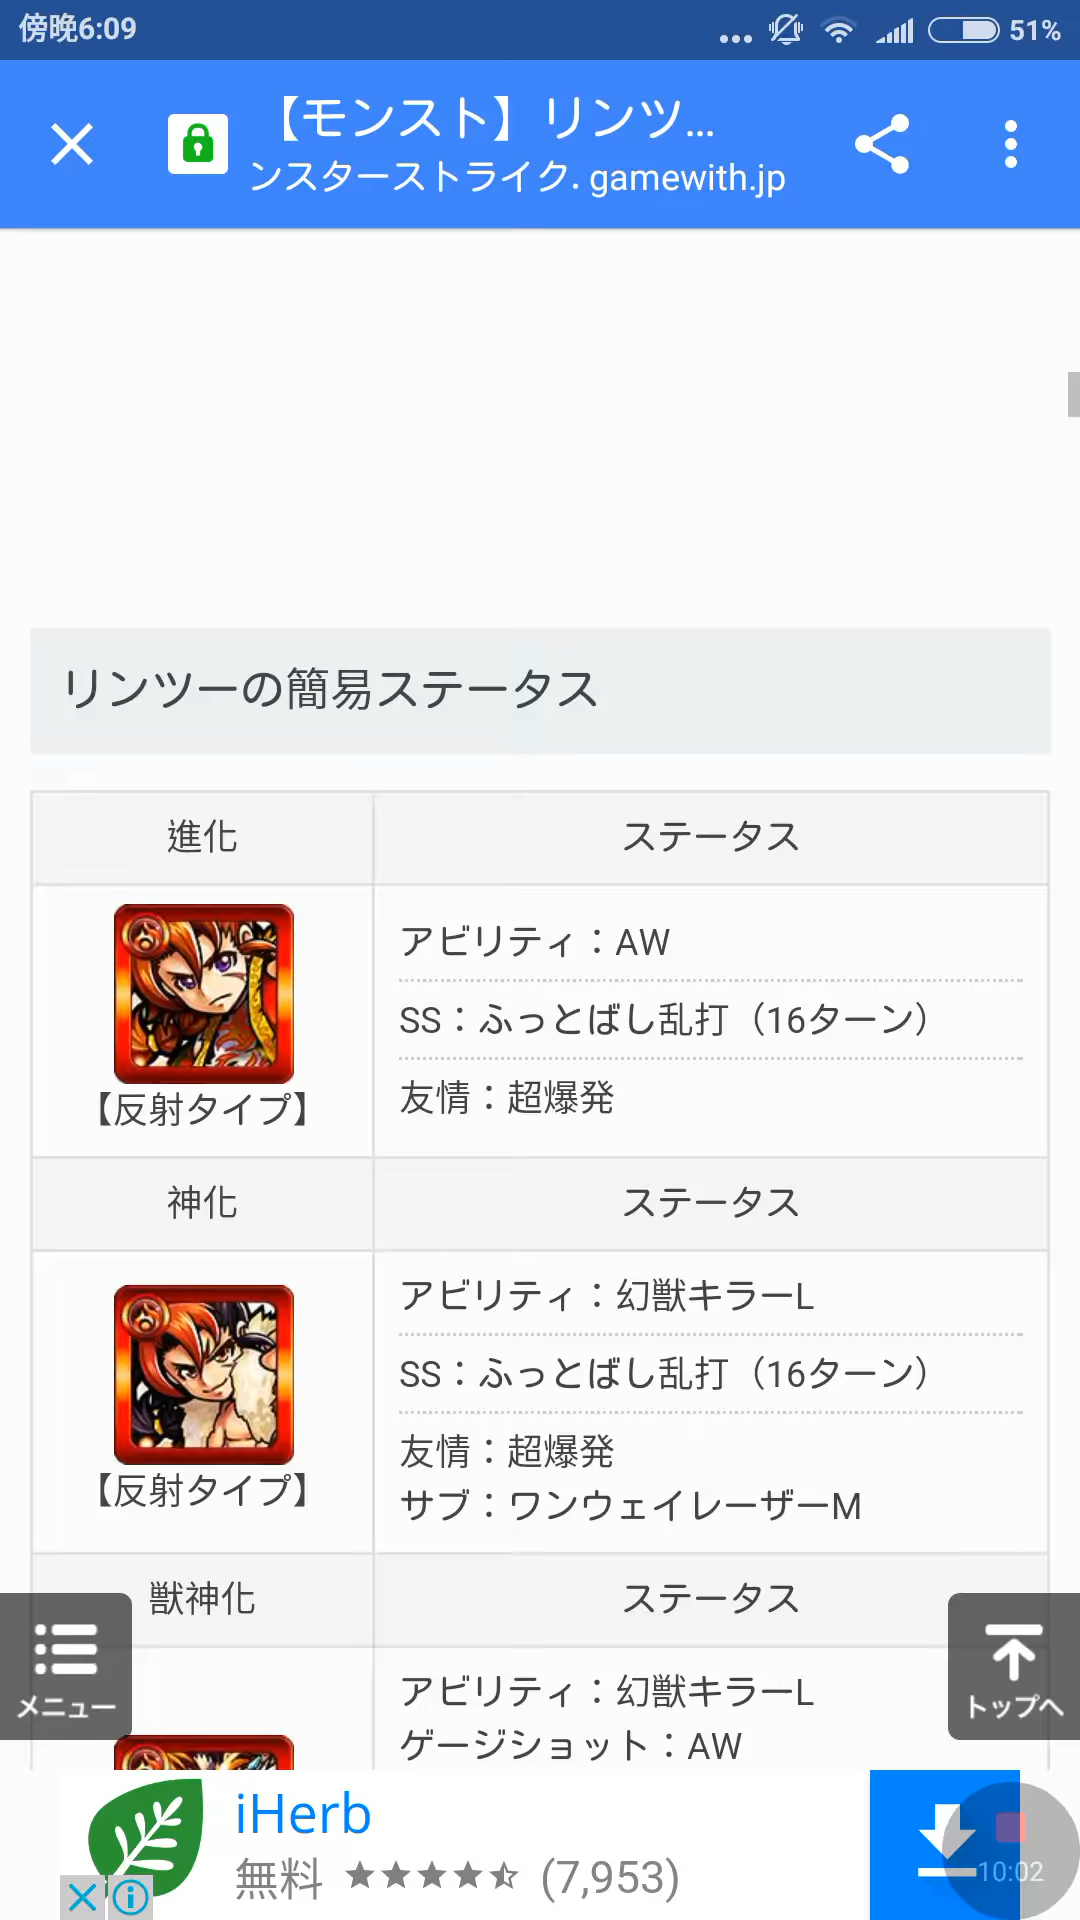 傍晚6:09
51%
【モンスト】リンツ...
ンスターストライク. gamewith.jp
リンツーの簡易ステータス
進化
ステータス
アビリティ：AW
SS：ふっとばし乱打（16ターン）
友情：超爆発
【反射タイプ】
神化
ステータス
アビリティ：幻獣キラーL
SS：ふっとばし乱打（16ターン）
友情：超爆発
サブ：ワンウェイレーザーM
【反射タイプ】
獣神化
ステータス
アビリティ：幻獣キラーL
ゲージショット：AW
メニュー
トップへ
iHerb
無料 ★★★★⯪ (7,953)
10:02